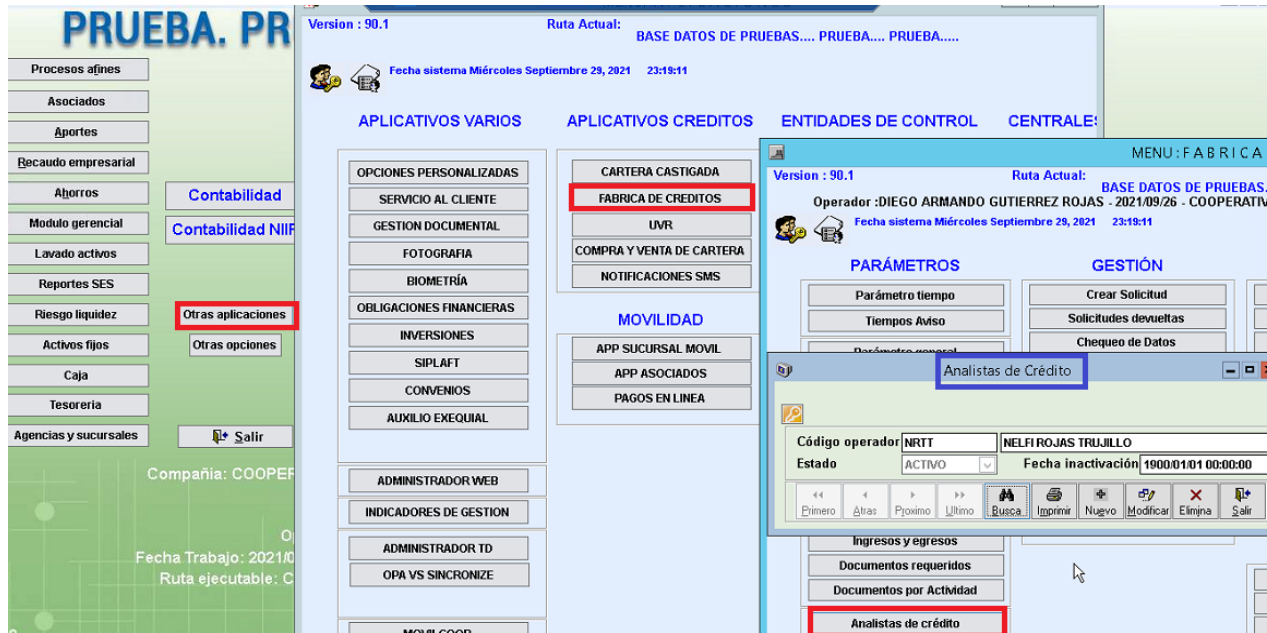 PRUEBA. PR
Procesos afines
Asociados
Aportes
Recaudo empresarial
Ahorros
Modulo gerencial
Lavado activos
Reportes SES
Riesgo liquidez
Activos fijos
Caja
Tesoreria
Agencias y sucursales
Contabilidad
Contabilidad NIIF
Otras aplicaciones
Otras opciones
Salir
Compañia: COOPER
Fecha Trabajo: 2021/0
Ruta ejecutable: C
Version : 90.1
Ruta Actual:
BASE DATOS DE PRUEBAS.... PRUEBA.... PRUEBA.....
Fecha sistema Miércoles Septiembre 29, 2021 23:19:11
APLICATIVOS VARIOS
OPCIONES PERSONALIZADAS
SERVICIO AL CLIENTE
GESTION DOCUMENTAL
FOTOGRAFIA
BIOMETRÍA
OBLIGACIONES FINANCIERAS
INVERSIONES
SIPLAFT
CONVENIOS
AUXILIO EXEQUIAL
ADMINISTRADOR WEB
INDICADORES DE GESTION
ADMINISTRADOR TD
OPA VS SINCRONIZE
MOVILCOOP
APLICATIVOS CREDITOS
CARTERA CASTIGADA
FABRICA DE CREDITOS
UVR
COMPRA Y VENTA DE CARTERA
NOTIFICACIONES SMS
MOVILIDAD
APP SUCURSAL MOVIL
APP ASOCIADOS
PAGOS EN LINEA
ENTIDADES DE CONTROL
CENTRALES
MENU:FABRICA
Version : 90.1
Ruta Actual:
BASE DATOS DE PRUEBAS.
Operador :DIEGO ARMANDO GUTIERREZ ROJAS - 2021/09/26 - COOPERATIV
Fecha sistema Miércoles Septiembre 29, 2021 23:19:11
PARÁMETROS
Parámetro tiempo
Tiempos Aviso
Parámetro general
GESTIÓN
Crear Solicitud
Solicitudes devueltas
Chequeo de Datos
Analistas de Crédito
Código operador NRTT NELFI ROJAS TRUJILLO
Estado ACTIVO Fecha inactivación 1900/01/01 00:00:00
Primero Atras Proximo Ultimo Busca Imprimir Nuevo Modificar Elimina Salir
Ingresos y egresos
Documentos requeridos
Documentos por Actividad
Analistas de crédito